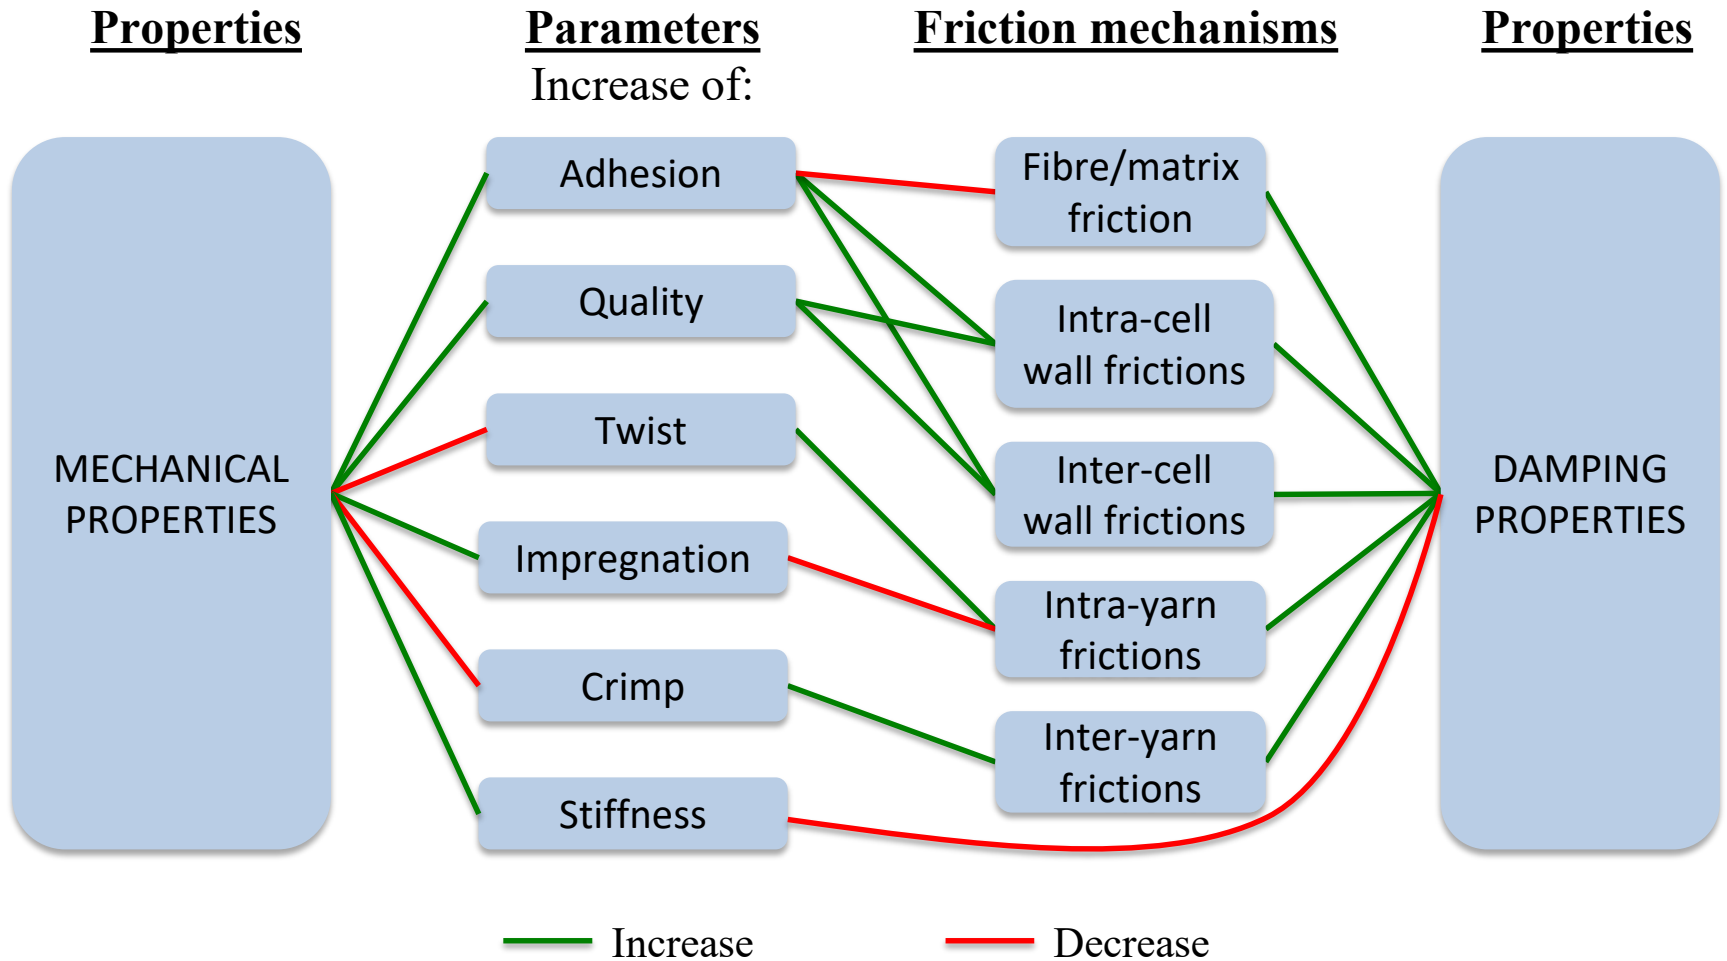 Properties
Parameters
Friction mechanisms
Properties
Increase of:
MECHANICAL
PROPERTIES
Adhesion
Quality
Twist
Impregnation
Crimp
Stiffness
Fibre/matrix
friction
Intra-cell
wall frictions
Inter-cell
wall frictions
Intra-yarn
frictions
Inter-yarn
frictions
DAMPING
PROPERTIES
Increase
Decrease